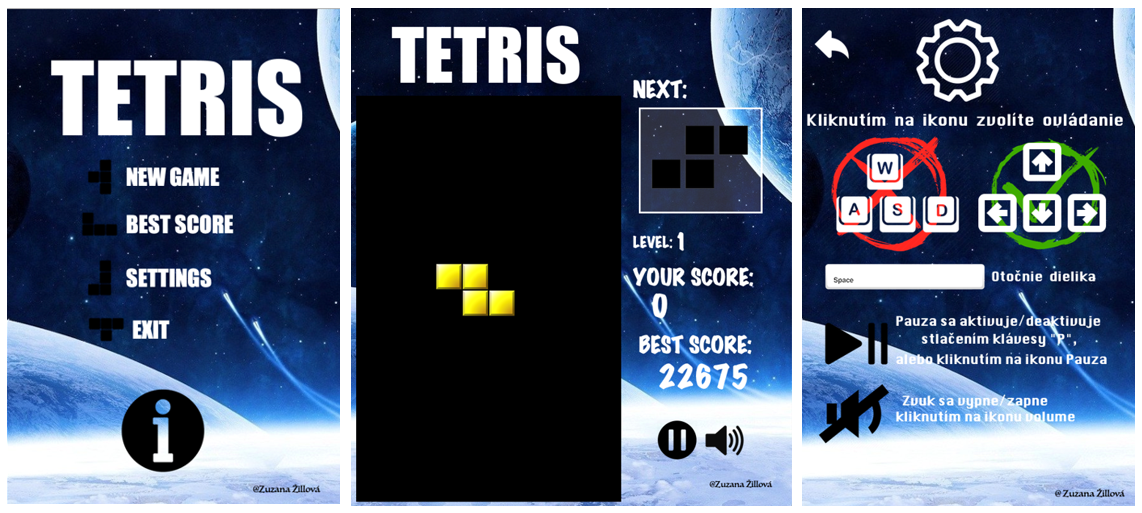 TETRIS
NEW GAME
BEST SCORE
SETTINGS
EXIT
i
@Zuzana Žillová
TETRIS
NEXT:
LEVEL: 1
YOUR SCORE:
0
BEST SCORE:
22675
@Zuzana Žillová
Kliknutím na ikonu zvolíte ovládanie
W
A S D
Space
Otočnie dielika
Pauza sa aktivuje/deaktivuje
stlačením klávesy "P",
alebo kliknutím na ikonu Pauza
Zvuk sa vypne/zapne
kliknutím na ikonu volume
@ Zuzana Žillová